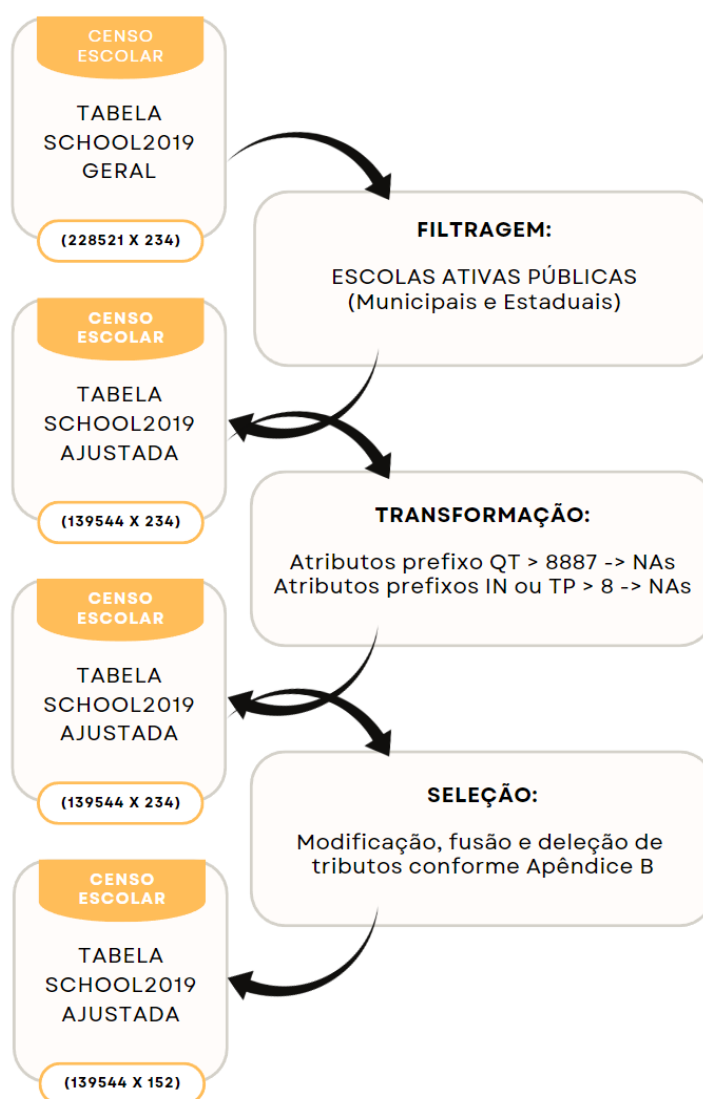 CENSO
ESCOLAR
TABELA
SCHOOL2019
GERAL
(228521 X 234)
FILTRAGEM:
ESCOLAS ATIVAS PÚBLICAS
(Municipais e Estaduais)
CENSO
ESCOLAR
TABELA
SCHOOL2019
AJUSTADA
(139544 X 234)
TRANSFORMAÇÃO:
Atributos prefixo QT > 8887 -> NAs
Atributos prefixos IN ou TP > 8 -> NAs
CENSO
ESCOLAR
TABELA
SCHOOL2019
AJUSTADA
(139544 X 234)
SELEÇÃO:
Modificação, fusão e deleção de
tributos conforme Apêndice B
CENSO
ESCOLAR
TABELA
SCHOOL2019
AJUSTADA
(139544 X 152)